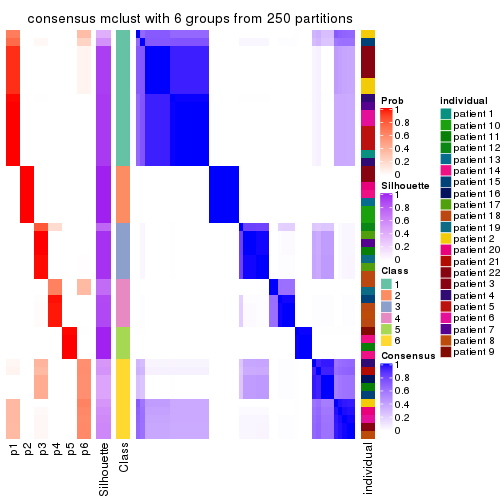 consensus mclust with 6 groups from 250 partitions
Prob
1
0.8
0.6
0.4
0.2
0
Silhouette
1
0.8
0.6
0.4
0.2
0
Class
1
2
3
4
5
6
Consensus
1
0.8
0.6
0.4
0.2
0
individual
patient 1
patient 10
patient 11
patient 12
patient 13
patient 14
patient 15
patient 16
patient 17
patient 18
patient 19
patient 2
patient 20
patient 21
patient 22
patient 3
patient 4
patient 5
patient 6
patient 7
patient 8
patient 9
p1
p2
p3
p4
p5
p6
Silhouette
Class
individual